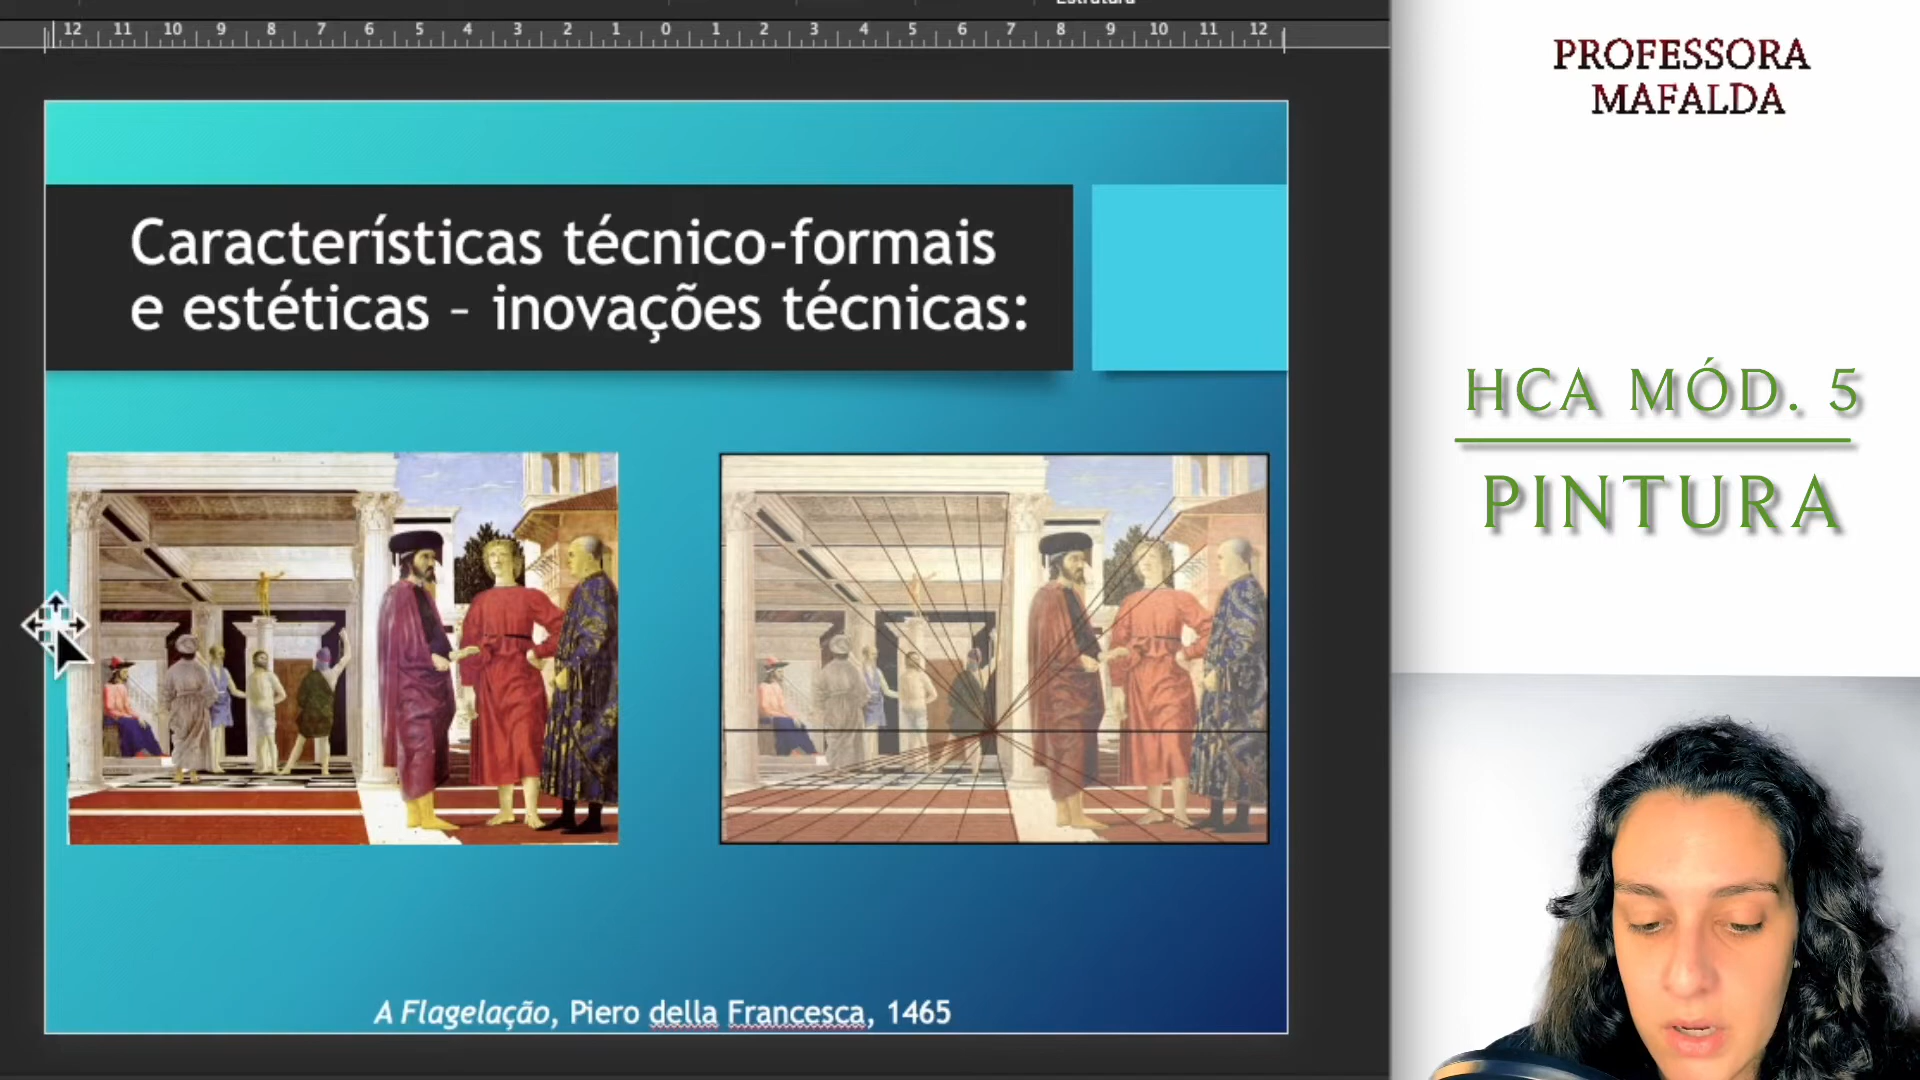 Estrutura
12 11 10 9 8 7 6 5 4 3 2 1 0 1 2 3 4 5 6 7 8 9 10 11 12
Características técnico-formais
e estéticas – inovações técnicas:
A Flagelação, Piero della Francesca, 1465
PROFESSORA
MAFALDA
HCA MÓD. 5
PINTURA